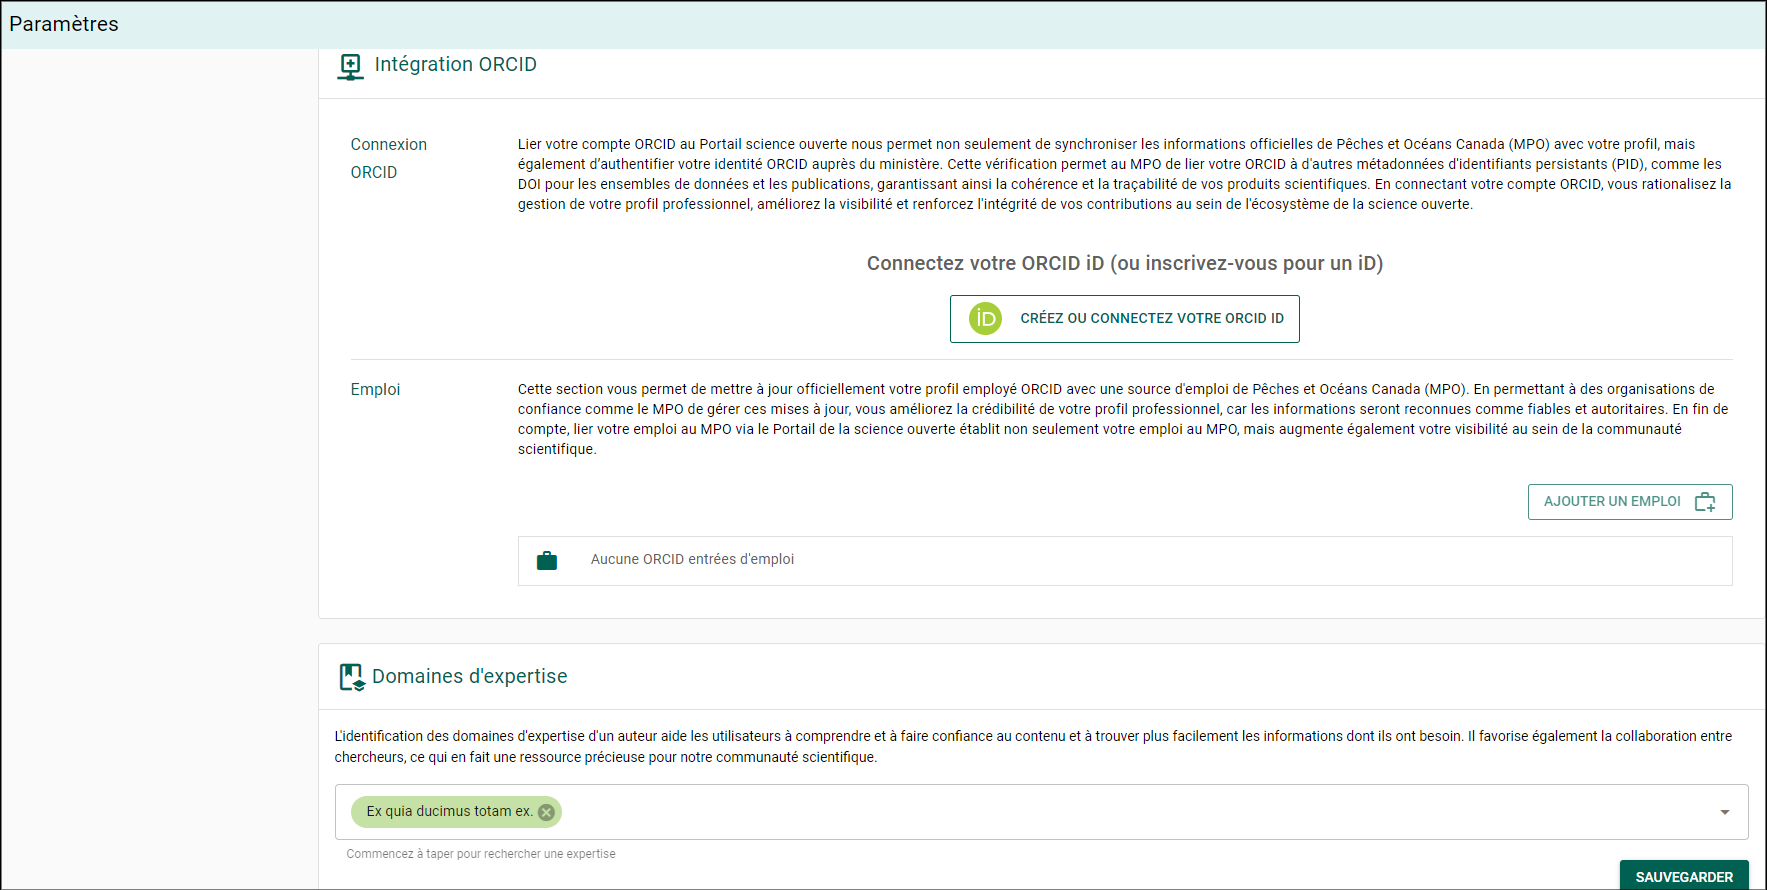 Paramètres
Intégration ORCID
Connexion
ORCID
Lier votre compte ORCID au Portail science ouverte nous permet non seulement de synchroniser les informations officielles de Pêches et Océans Canada (MPO) avec votre profil, mais
également d’authentifier votre identité ORCID auprès du ministère. Cette vérification permet au MPO de lier votre ORCID à d'autres métadonnées d'identifiants persistants (PID), comme les
DOI pour les ensembles de données et les publications, garantissant ainsi la cohérence et la traçabilité de vos produits scientifiques. En connectant votre compte ORCID, vous rationalisez la
gestion de votre profil professionnel, améliorez la visibilité et renforcez l'intégrité de vos contributions au sein de l'écosystème de la science ouverte.
Connectez votre ORCID iD (ou inscrivez-vous pour un iD)
iD CRÉEZ OU CONNECTEZ VOTRE ORCID ID
Emploi
Cette section vous permet de mettre à jour officiellement votre profil employé ORCID avec une source d'emploi de Pêches et Océans Canada (MPO). En permettant à des organisations de
confiance comme le MPO de gérer ces mises à jour, vous améliorez la crédibilité de votre profil professionnel, car les informations seront reconnues comme fiables et autoritaires. En fin de
compte, lier votre emploi au MPO via le Portail de la science ouverte établit non seulement votre emploi au MPO, mais augmente également votre visibilité au sein de la communauté
scientifique.
AJOUTER UN EMPLOI
Aucune ORCID entrées d'emploi
Domaines d'expertise
L'identification des domaines d'expertise d'un auteur aide les utilisateurs à comprendre et à faire confiance au contenu et à trouver plus facilement les informations dont ils ont besoin. Il favorise également la collaboration entre
chercheurs, ce qui en fait une ressource précieuse pour notre communauté scientifique.
Ex quia ducimus totam ex.
Commencez à taper pour rechercher une expertise
SAUVEGARDER